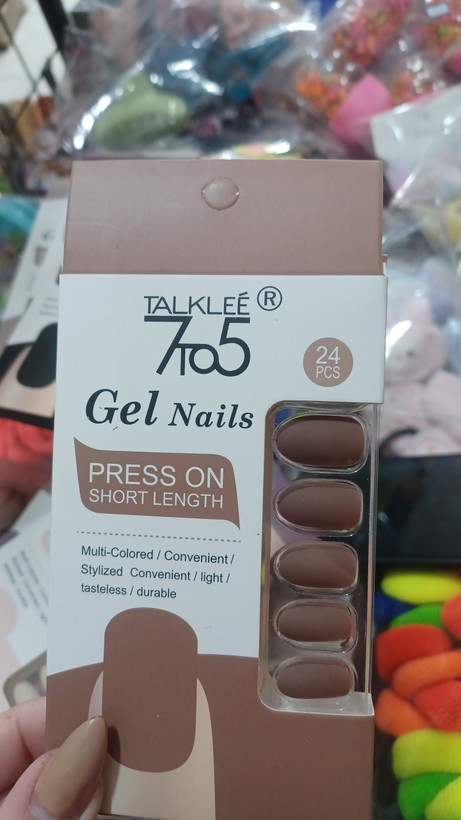 TALKLEÉ ®
7TO5
24
PCS
Gel Nails
PRESS ON
SHORT LENGTH
Multi-Colored / Convenient /
Stylized Convenient / light /
tasteless / durable